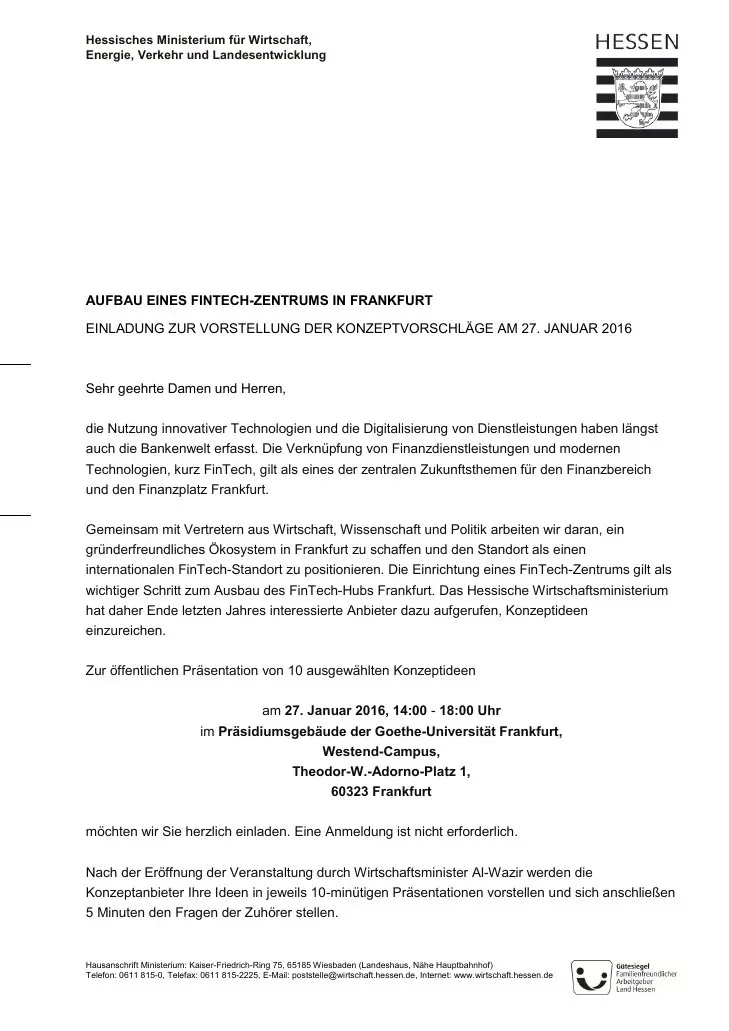 Hessisches Ministerium für Wirtschaft,
Energie, Verkehr und Landesentwicklung
HESSEN
AUFBAU EINES FINTECH-ZENTRUMS IN FRANKFURT
EINLADUNG ZUR VORSTELLUNG DER KONZEPTVORSCHLÄGE AM 27. JANUAR 2016
Sehr geehrte Damen und Herren,
die Nutzung innovativer Technologien und die Digitalisierung von Dienstleistungen haben längst
auch die Bankenwelt erfasst. Die Verknüpfung von Finanzdienstleistungen und modernen
Technologien, kurz FinTech, gilt als eines der zentralen Zukunftsthemen für den Finanzbereich
und den Finanzplatz Frankfurt.
Gemeinsam mit Vertretern aus Wirtschaft, Wissenschaft und Politik arbeiten wir daran, ein
gründerfreundliches Ökosystem in Frankfurt zu schaffen und den Standort als einen
internationalen FinTech-Standort zu positionieren. Die Einrichtung eines FinTech-Zentrums gilt als
wichtiger Schritt zum Ausbau des FinTech-Hubs Frankfurt. Das Hessische Wirtschaftsministerium
hat daher Ende letzten Jahres interessierte Anbieter dazu aufgerufen, Konzeptideen
einzureichen.
Zur öffentlichen Präsentation von 10 ausgewählten Konzeptideen
am 27. Januar 2016, 14:00 - 18:00 Uhr
im Präsidiumsgebäude der Goethe-Universität Frankfurt,
Westend-Campus,
Theodor-W.-Adorno-Platz 1,
60323 Frankfurt
möchten wir Sie herzlich einladen. Eine Anmeldung ist nicht erforderlich.
Nach der Eröffnung der Veranstaltung durch Wirtschaftsminister Al-Wazir werden die
Konzeptanbieter Ihre Ideen in jeweils 10-minütigen Präsentationen vorstellen und sich anschließen
5 Minuten den Fragen der Zuhörer stellen.
Hausanschrift Ministerium: Kaiser-Friedrich-Ring 75, 65185 Wiesbaden (Landeshaus, Nähe Hauptbahnhof)
Telefon: 0611 815-0, Telefax: 0611 815-2225, E-Mail: poststelle@wirtschaft.hessen.de, Internet: www.wirtschaft.hessen.de
Gütesiegel
Familienfreundlicher
Arbeitgeber
Land Hessen